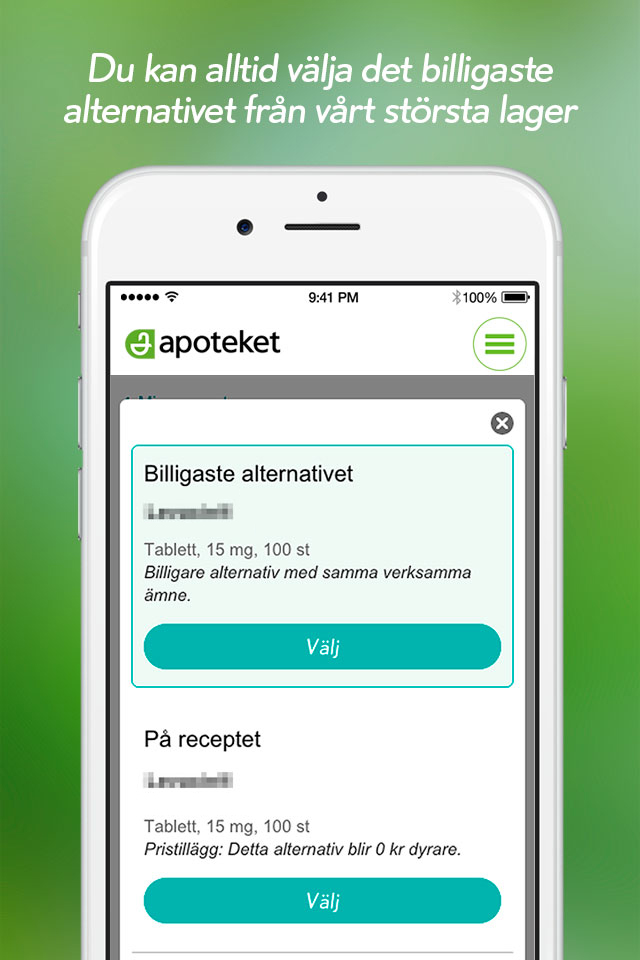 Du kan alltid välja det billigaste
alternativet från vårt största lager
9:41 PM
100%
apoteket
Billigaste alternativet
Tablett, 15 mg, 100 st
Billigare alternativ med samma verksamma
ämne.
Välj
På receptet
Tablett, 15 mg, 100 st
Pristillägg: Detta alternativ blir 0 kr dyrare.
Välj